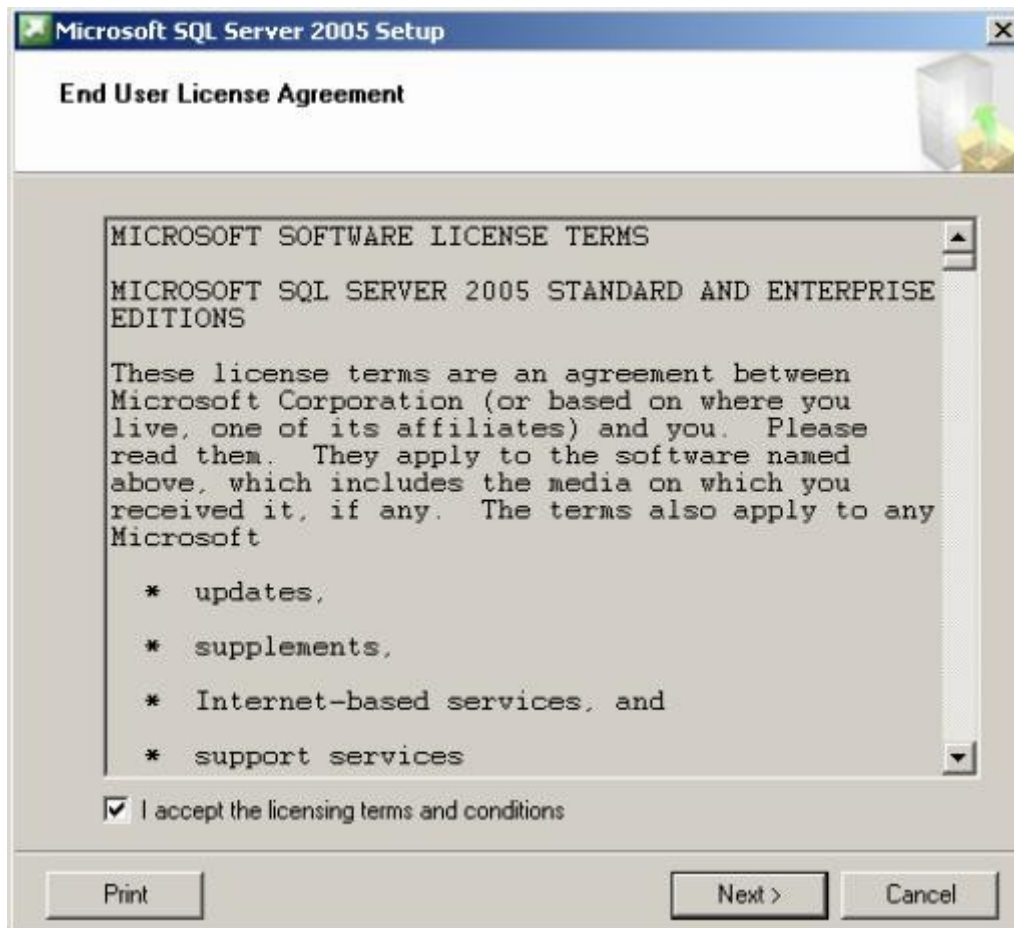 Microsoft SQL Server 2005 Setup
End User License Agreement
MICROSOFT SOFTWARE LICENSE TERMS
MICROSOFT SQL SERVER 2005 STANDARD AND ENTERPRISE
EDITIONS
These license terms are an agreement between
Microsoft Corporation (or based on where you
live, one of its affiliates) and you.  Please
read them.  They apply to the software named
above, which includes the media on which you
received it, if any.  The terms also apply to any
Microsoft
* updates,
* supplements,
* Internet-based services, and
* support services
I accept the licensing terms and conditions
Print
Next >
Cancel